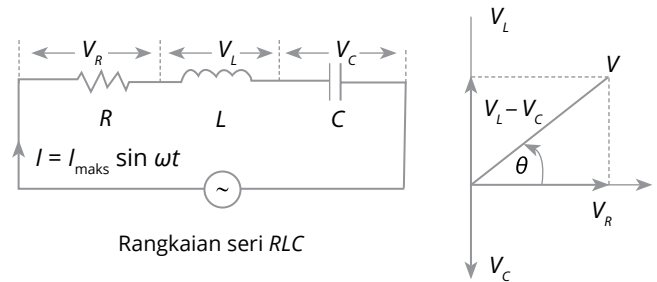 V_R V_L V_C
R L C
I = I_maks sin ωt
~
Rangkaian seri RLC
V_L
V
V_L – V_C
θ
V_R
V_C